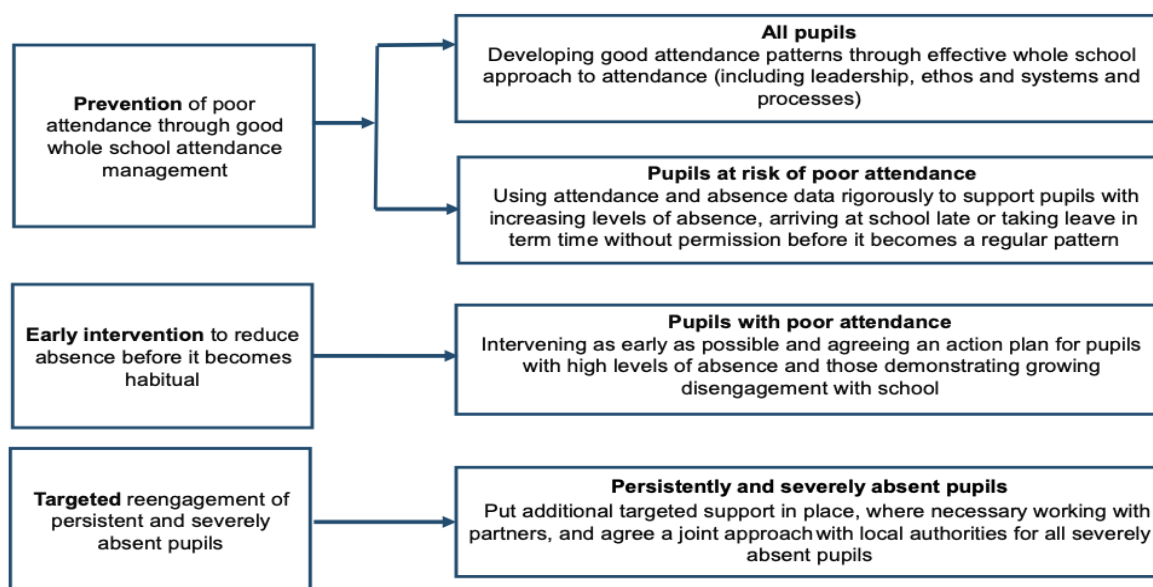 Prevention of poor
attendance through good
whole school attendance
management
All pupils
Developing good attendance patterns through effective whole school
approach to attendance (including leadership, ethos and systems and
processes)
Pupils at risk of poor attendance
Using attendance and absence data rigorously to support pupils with
increasing levels of absence, arriving at school late or taking leave in
term time without permission before it becomes a regular pattern
Early intervention to reduce
absence before it becomes
habitual
Pupils with poor attendance
Intervening as early as possible and agreeing an action plan for pupils
with high levels of absence and those demonstrating growing
disengagement with school
Targeted reengagement of
persistent and severely
absent pupils
Persistently and severely absent pupils
Put additional targeted support in place, where necessary working with
partners, and agree a joint approach with local authorities for all severely
absent pupils